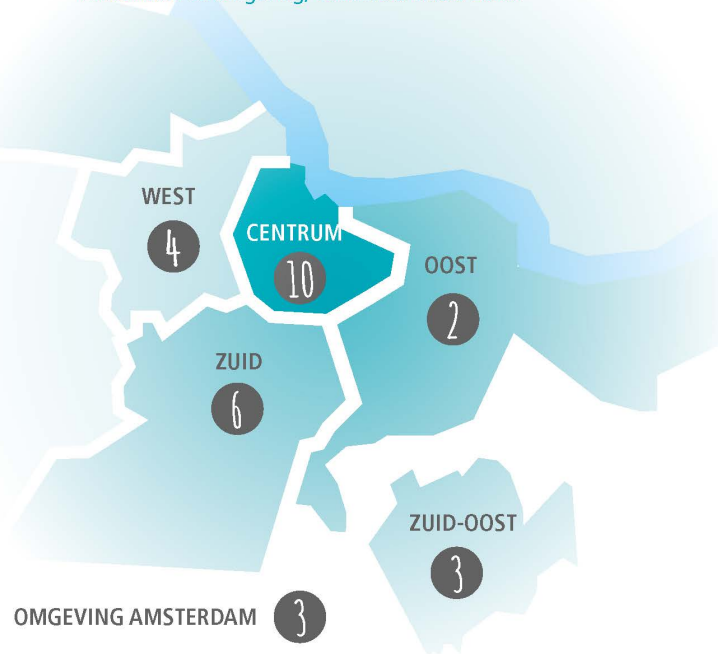 WEST
4
CENTRUM
10
OOST
2
ZUID
6
ZUID-OOST
3
OMGEVING AMSTERDAM 3